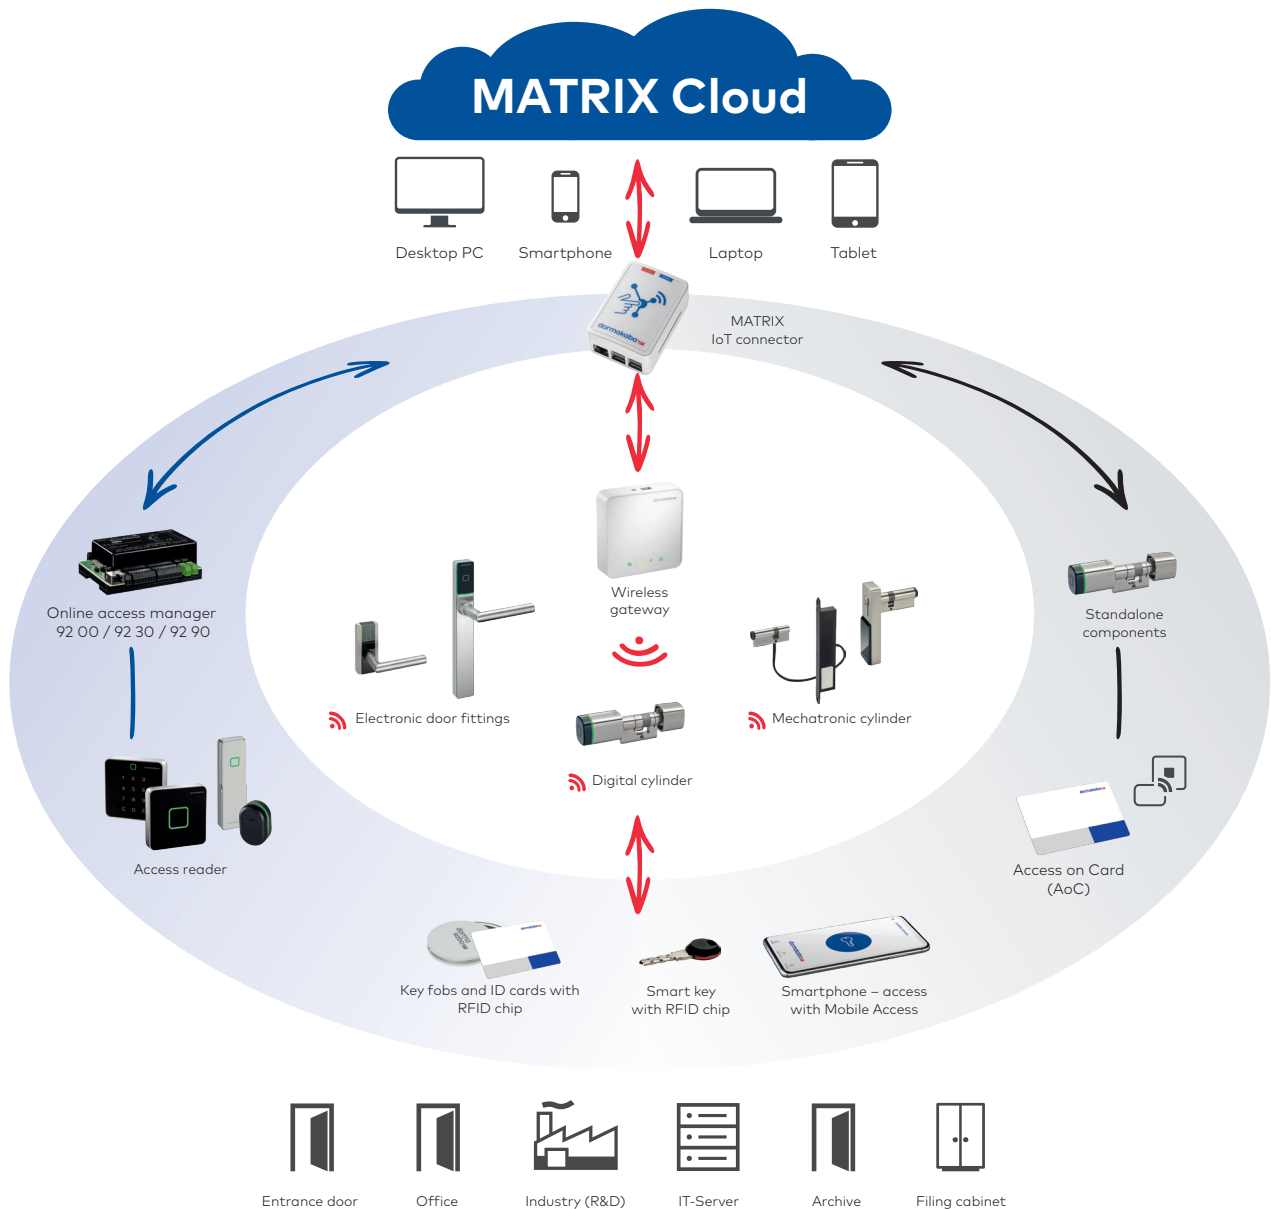 MATRIX Cloud
Desktop PC
Smartphone
Laptop
Tablet
dormakaba
MATRIX
IoT connector
Wireless
gateway
Online access manager
92 00 / 92 30 / 92 90
Standalone
components
Electronic door fittings
Mechatronic cylinder
Digital cylinder
Access reader
dormakaba
Access on Card
(AoC)
dormakaba
Key fobs and ID cards with
RFID chip
Smart key
with RFID chip
Smartphone – access
with Mobile Access
Entrance door
Office
Industry (R&D)
IT-Server
Archive
Filing cabinet